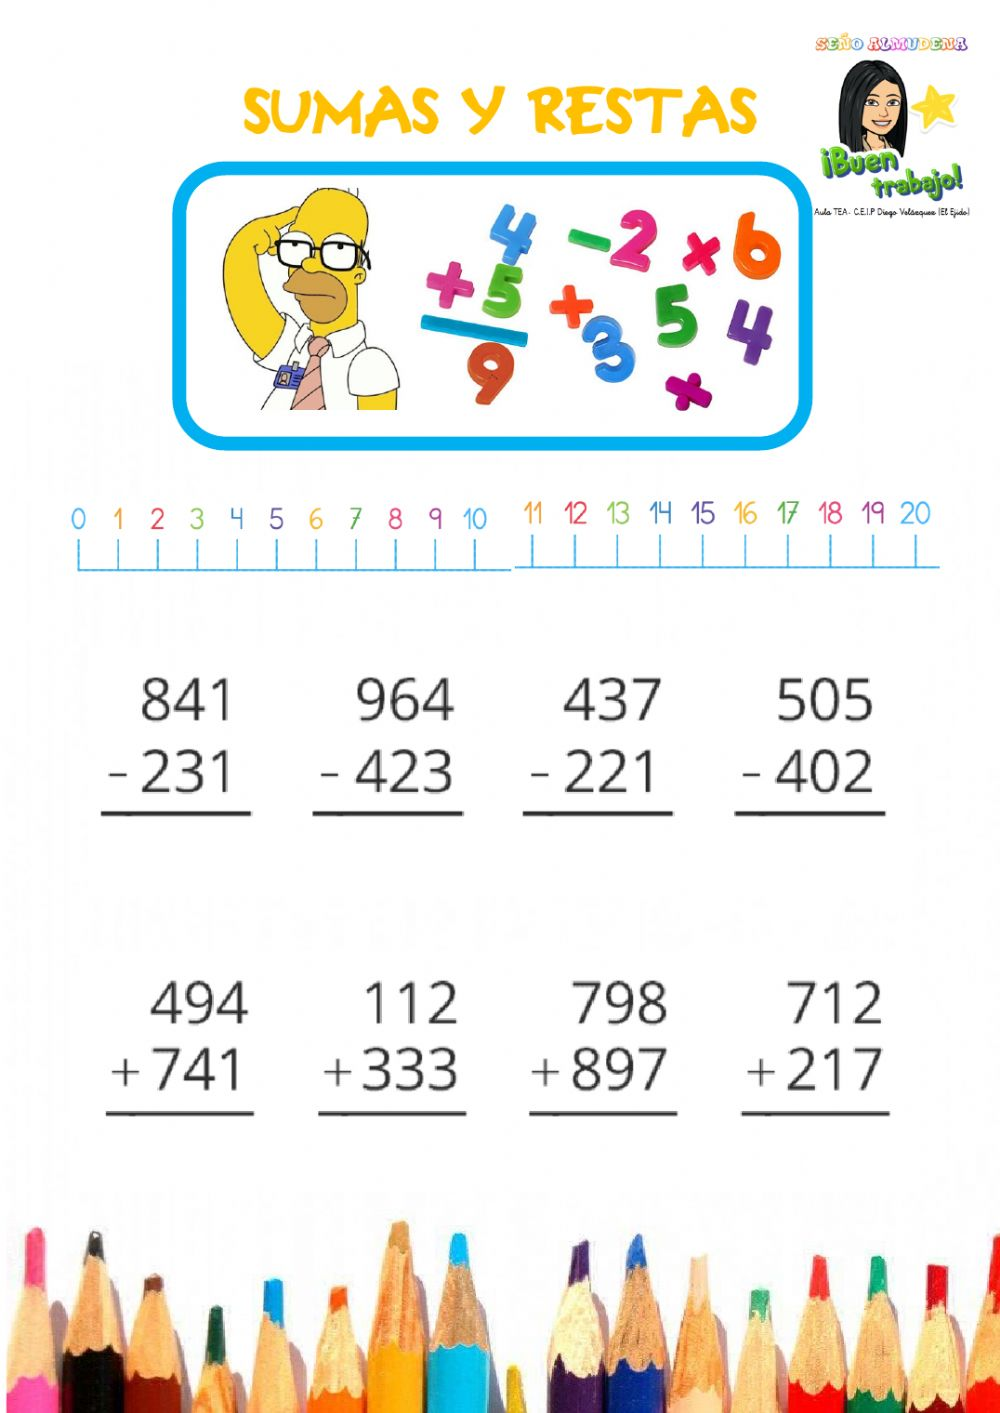 SEÑO ALMUDENA
SUMAS Y RESTAS
¡Buen
trabajo!
Aula TEA- C.E.I.P Diego Velázquez (El Ejido)
4 -2 ×6
+ 5 + 3 5 4
9 ÷
0 1 2 3 4 5 6 7 8 9 10 11 12 13 14 15 16 17 18 19 20
841 964 437 505
- 231 - 423 - 221 - 402
494 112 798 712
+ 741 + 333 + 897 + 217